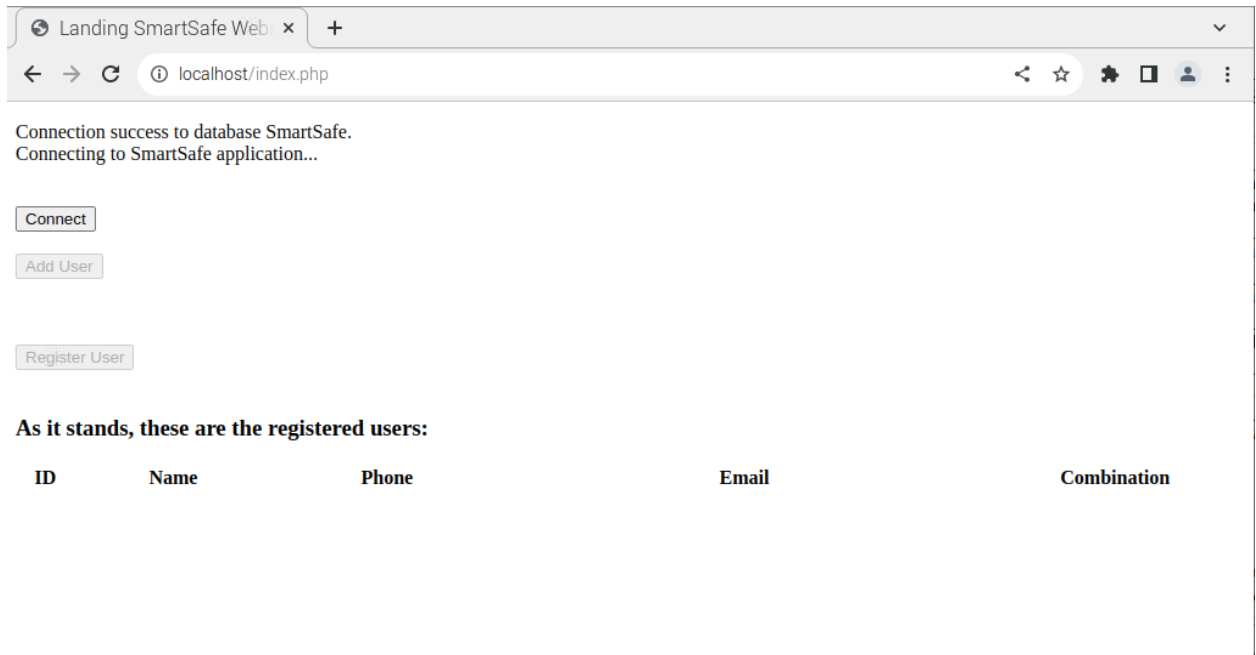 Landing SmartSafe Web
localhost/index.php
Connection success to database SmartSafe.
Connecting to SmartSafe application...
Connect
Add User
Register User
As it stands, these are the registered users:
ID Name Phone Email Combination